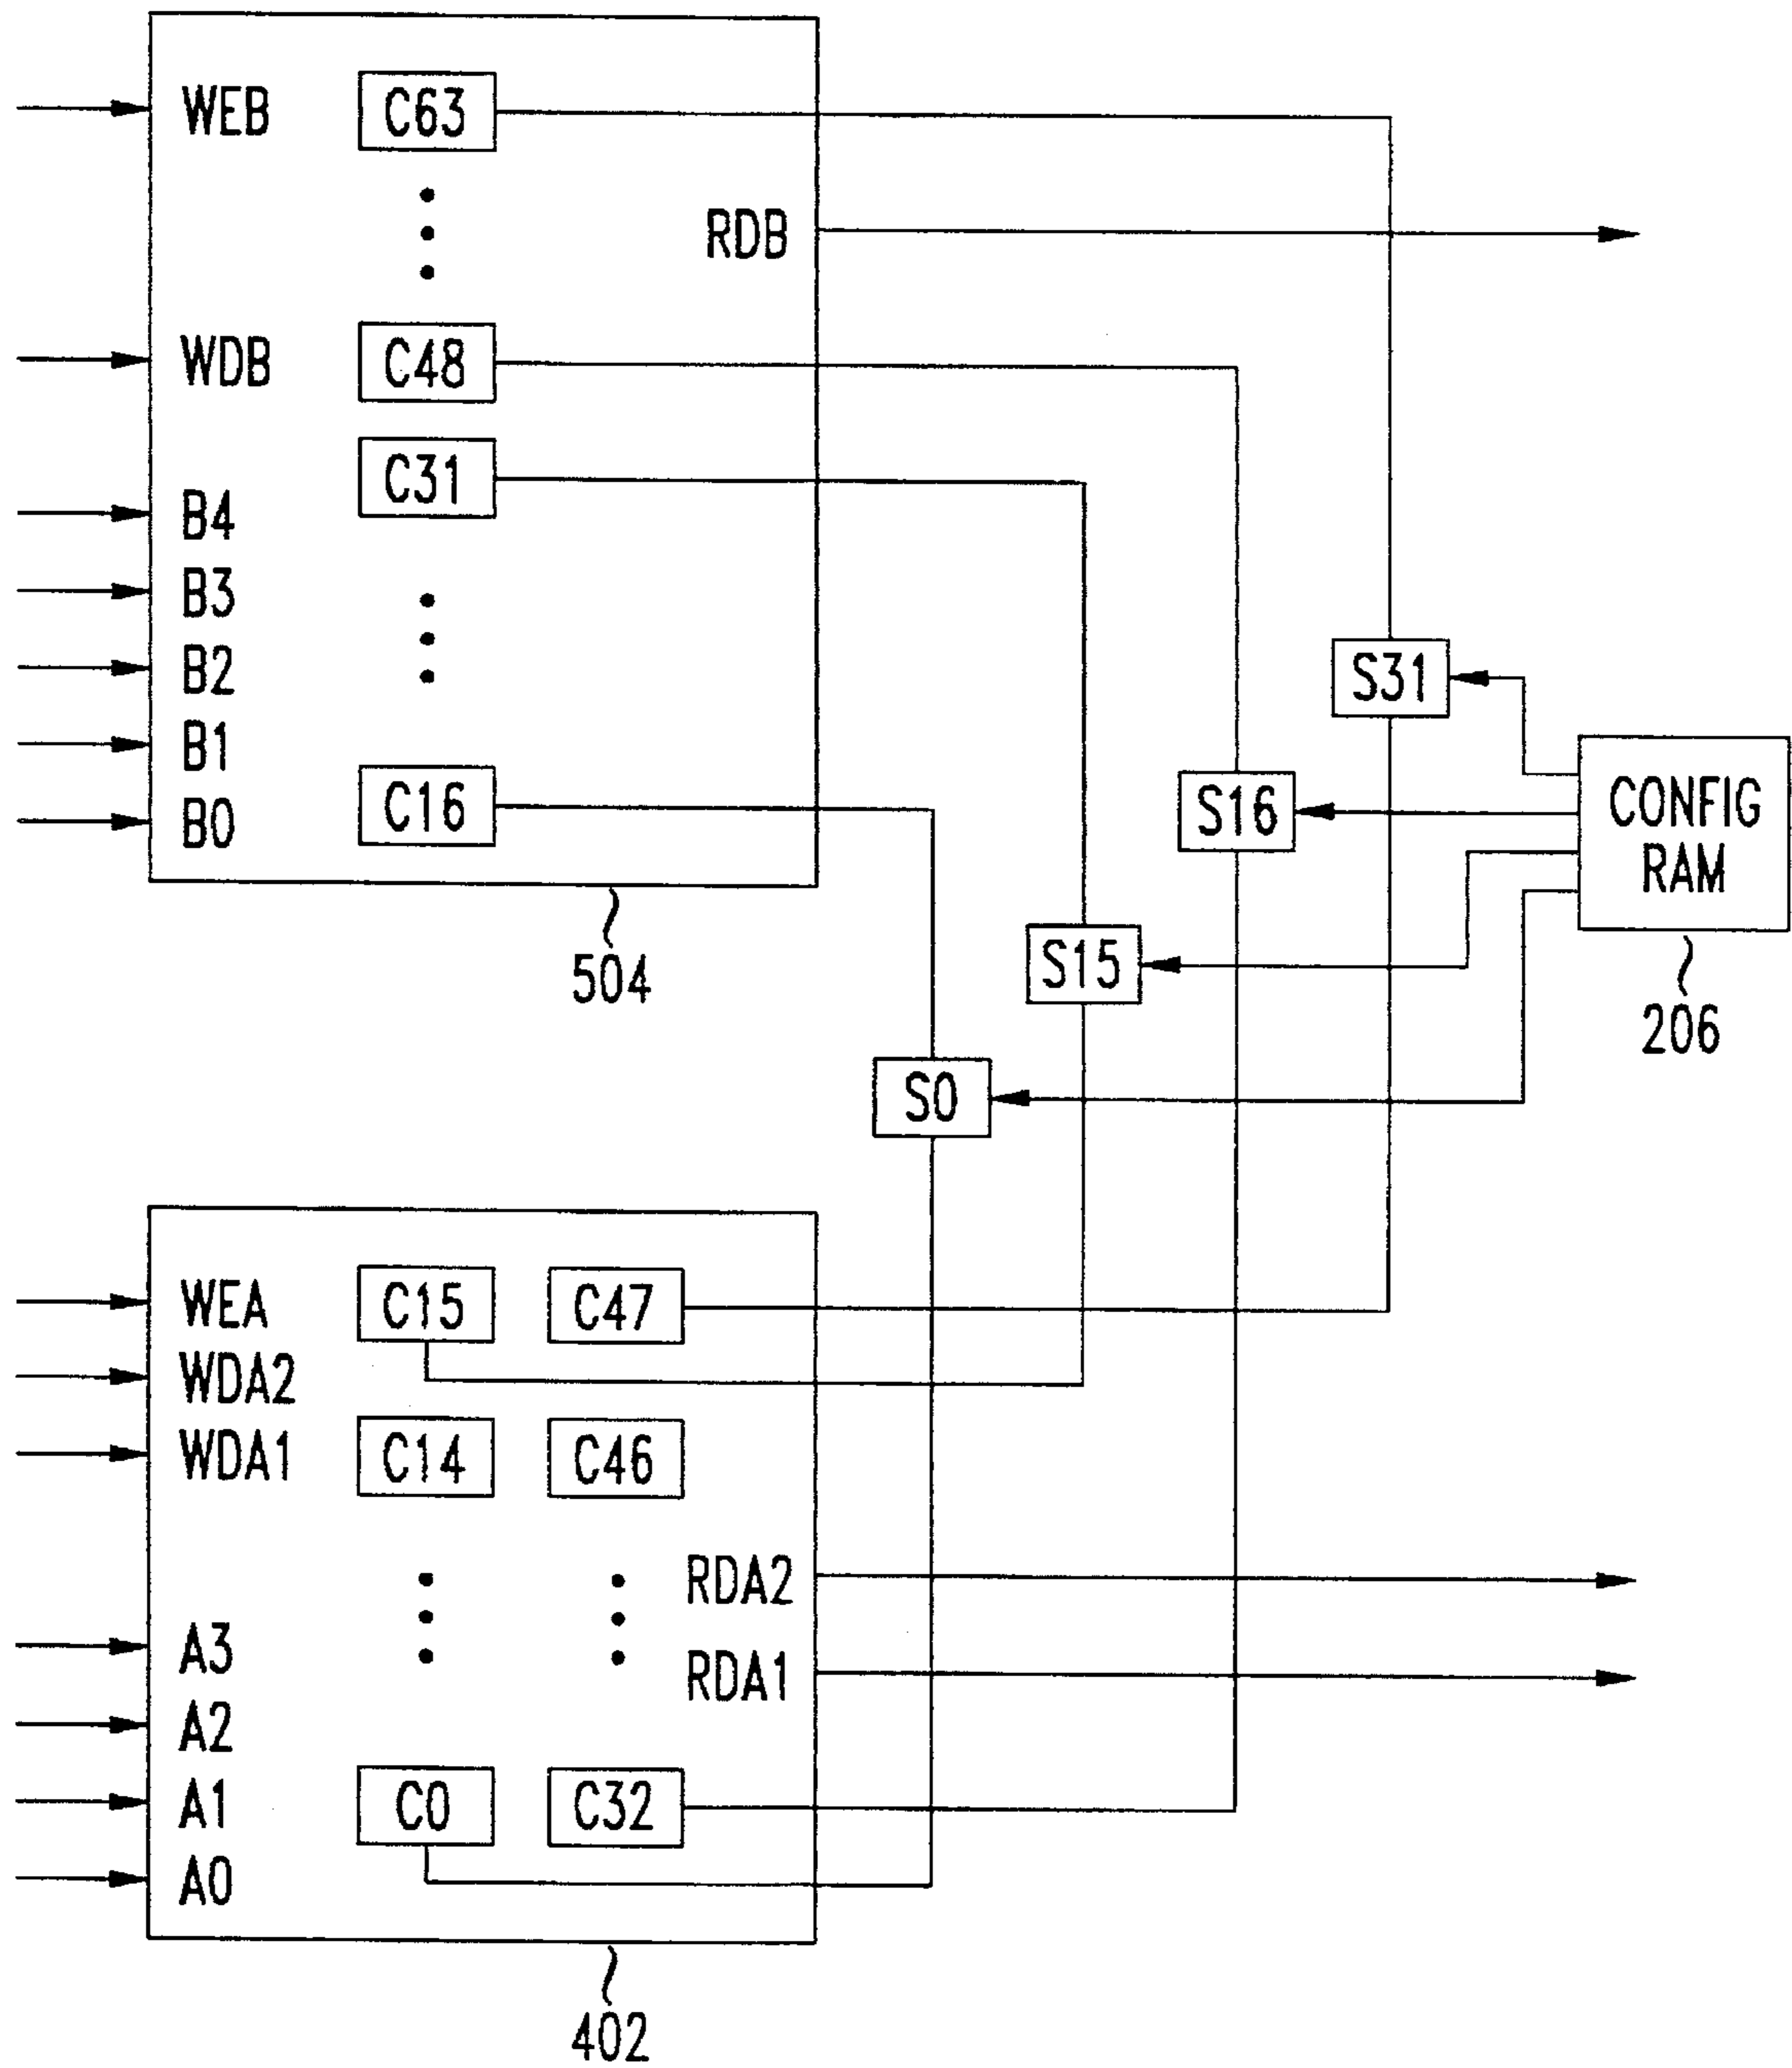 WEB
C63
RDB
WDB
C48
C31
B4
B3
B2
B1
B0
C16
504
S31
S16
S15
S0
CONFIG
RAM
206
WEA
C15
C47
WDA2
WDA1
C14
C46
RDA2
A3
RDA1
A2
A1
C0
C32
A0
402